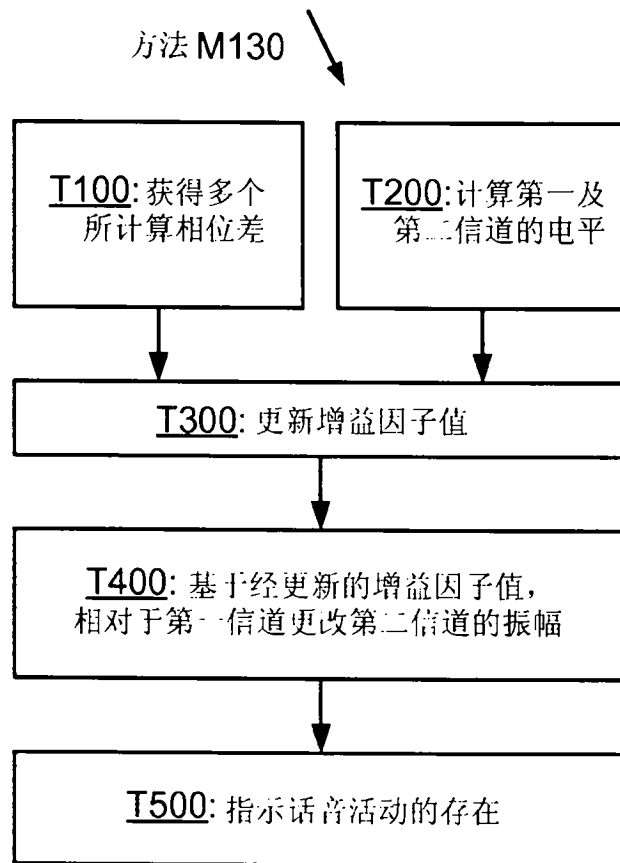 方法 M130
T100: 获得多个
所计算相位差
T200: 计算第一及
第二信道的电平
T300: 更新增益因子值
T400: 基于经更新的增益因子值，
相对于第一信道更改第二信道的振幅
T500: 指示话音活动的存在